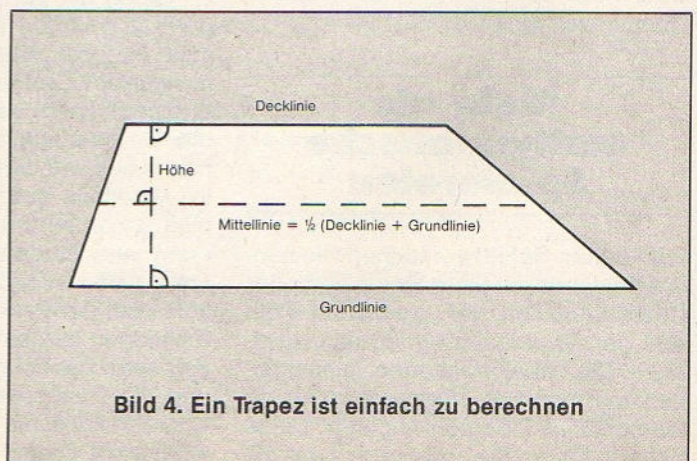 Decklinie
Höhe
Mittellinie = ½ (Decklinie + Grundlinie)
Grundlinie
Bild 4. Ein Trapez ist einfach zu berechnen